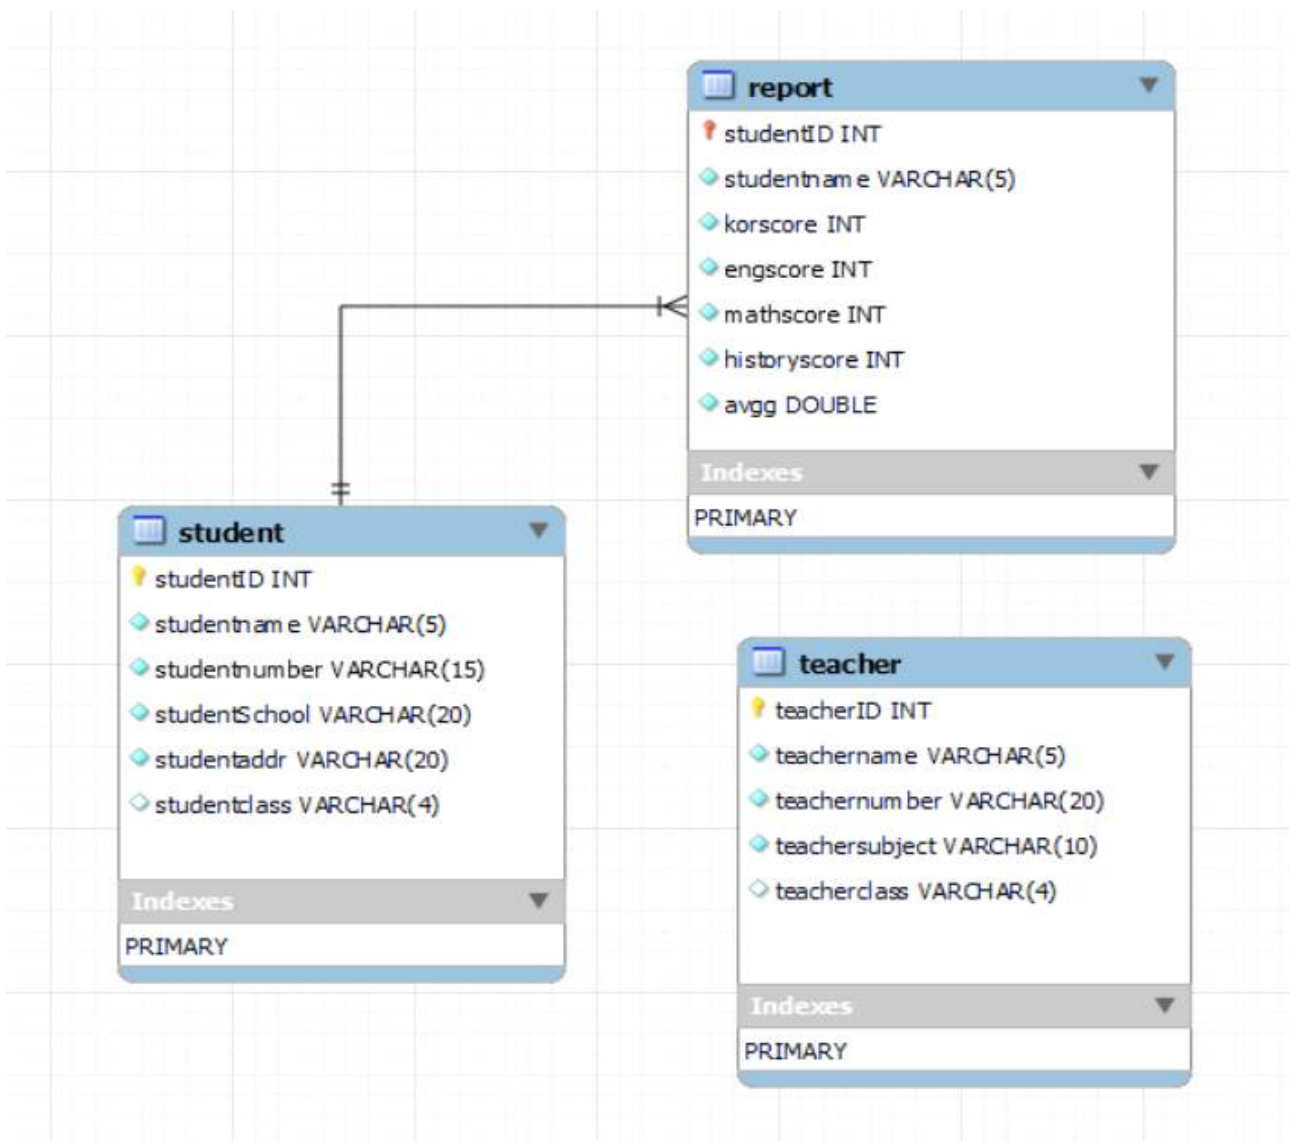 report
studentID INT
studentname VARCHAR(5)
korscore INT
engscore INT
mathscore INT
historyscore INT
avgg DOUBLE
Indexes
PRIMARY
student
studentID INT
studentname VARCHAR(5)
studentnumber VARCHAR(15)
studentSchool VARCHAR(20)
studentaddr VARCHAR(20)
studentclass VARCHAR(4)
Indexes
PRIMARY
teacher
teacherID INT
teachername VARCHAR(5)
teachernumber VARCHAR(20)
teachersubject VARCHAR(10)
teacherclass VARCHAR(4)
Indexes
PRIMARY